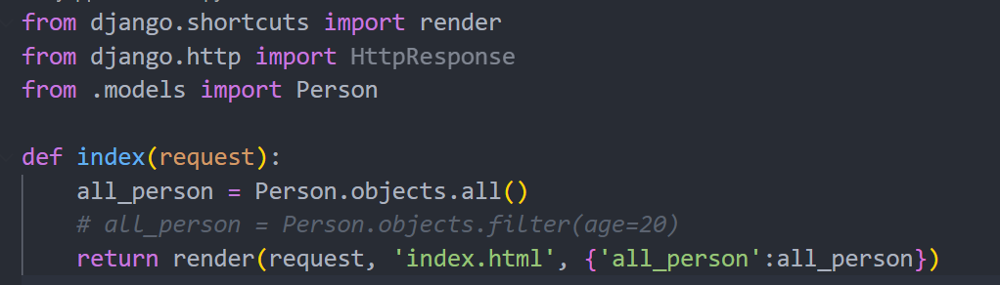 from django.shortcuts import render
from django.http import HttpResponse
from .models import Person
def index(request):
    all_person = Person.objects.all()
    # all_person = Person.objects.filter(age=20)
    return render(request, 'index.html', {'all_person':all_person})